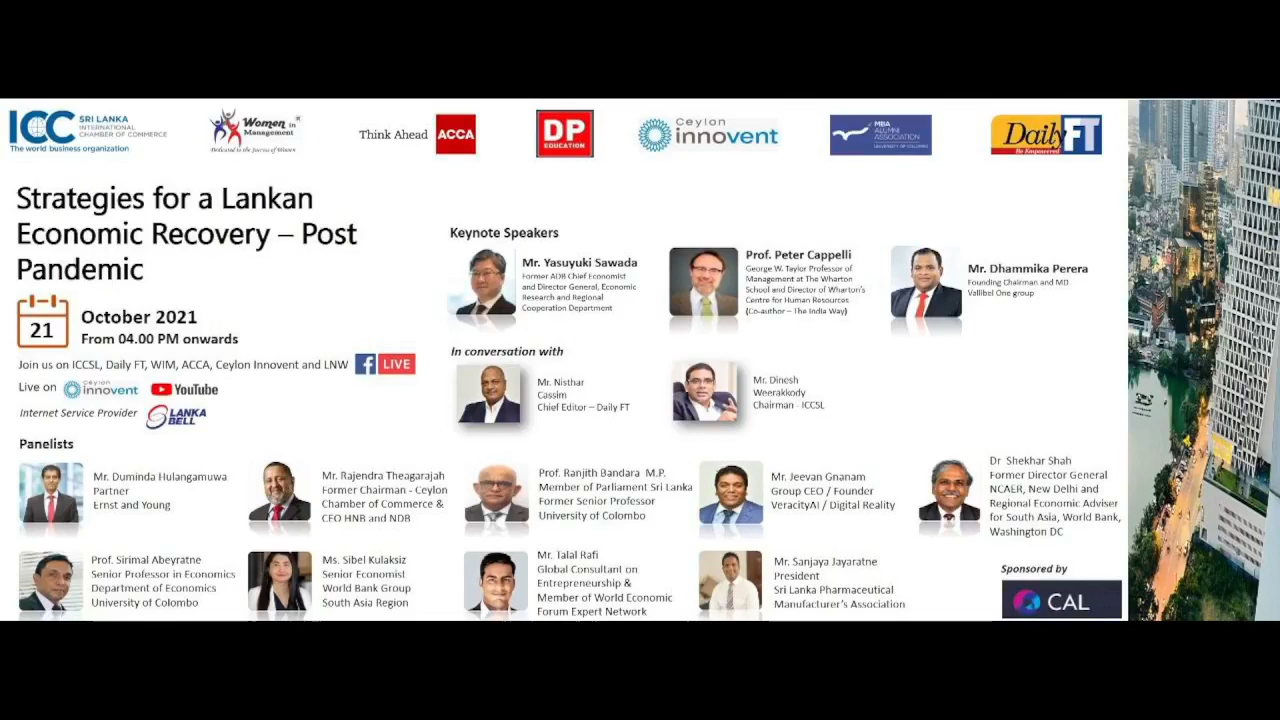 ICC SRI LANKA
INTERNATIONAL
CHAMBER OF COMMERCE
The world business organization
Women in
Management
Dedicated to the Success of Women
Think Ahead ACCA
DP
EDUCATION
Ceylon
innovent
MBA
ALUMNI
ASSOCIATION
UNIVERSITY OF COLOMBO
Daily FT
Be Empowered
Strategies for a Lankan
Economic Recovery – Post
Pandemic
21
October 2021
From 04.00 PM onwards
Join us on ICCSL, Daily FT, WIM, ACCA, Ceylon Innovent and LNW f LIVE
Live on Ceylon innovent YouTube
Internet Service Provider LANKA
BELL
Keynote Speakers
Mr. Yasuyuki Sawada
Former ADB Chief Economist
and Director General, Economic
Research and Regional
Cooperation Department
Prof. Peter Cappelli
George W. Taylor Professor of
Management at The Wharton
School and Director of Wharton's
Centre for Human Resources
(Co-author – The India Way)
Mr. Dhammika Perera
Founding Chairman and MD
Vallibel One group
In conversation with
Mr. Nisthar
Cassim
Chief Editor – Daily FT
Mr. Dinesh
Weerakkody
Chairman - ICCSL
Panelists
Mr. Duminda Hulangamuwa
Partner
Ernst and Young
Mr. Rajendra Theagarajah
Former Chairman - Ceylon
Chamber of Commerce &
CEO HNB and NDB
Prof. Ranjith Bandara M.P.
Member of Parliament Sri Lanka
Former Senior Professor
University of Colombo
Mr. Jeevan Gnanam
Group CEO / Founder
VeracityAI / Digital Reality
Dr Shekhar Shah
Former Director General
NCAER, New Delhi and
Regional Economic Adviser
for South Asia, World Bank,
Washington DC
Prof. Sirimal Abeyratne
Senior Professor in Economics
Department of Economics
University of Colombo
Ms. Sibel Kulaksiz
Senior Economist
World Bank Group
South Asia Region
Mr. Talal Rafi
Global Consultant on
Entrepreneurship &
Member of World Economic
Forum Expert Network
Mr. Sanjaya Jayaratne
President
Sri Lanka Pharmaceutical
Manufacturer's Association
Sponsored by
CAL